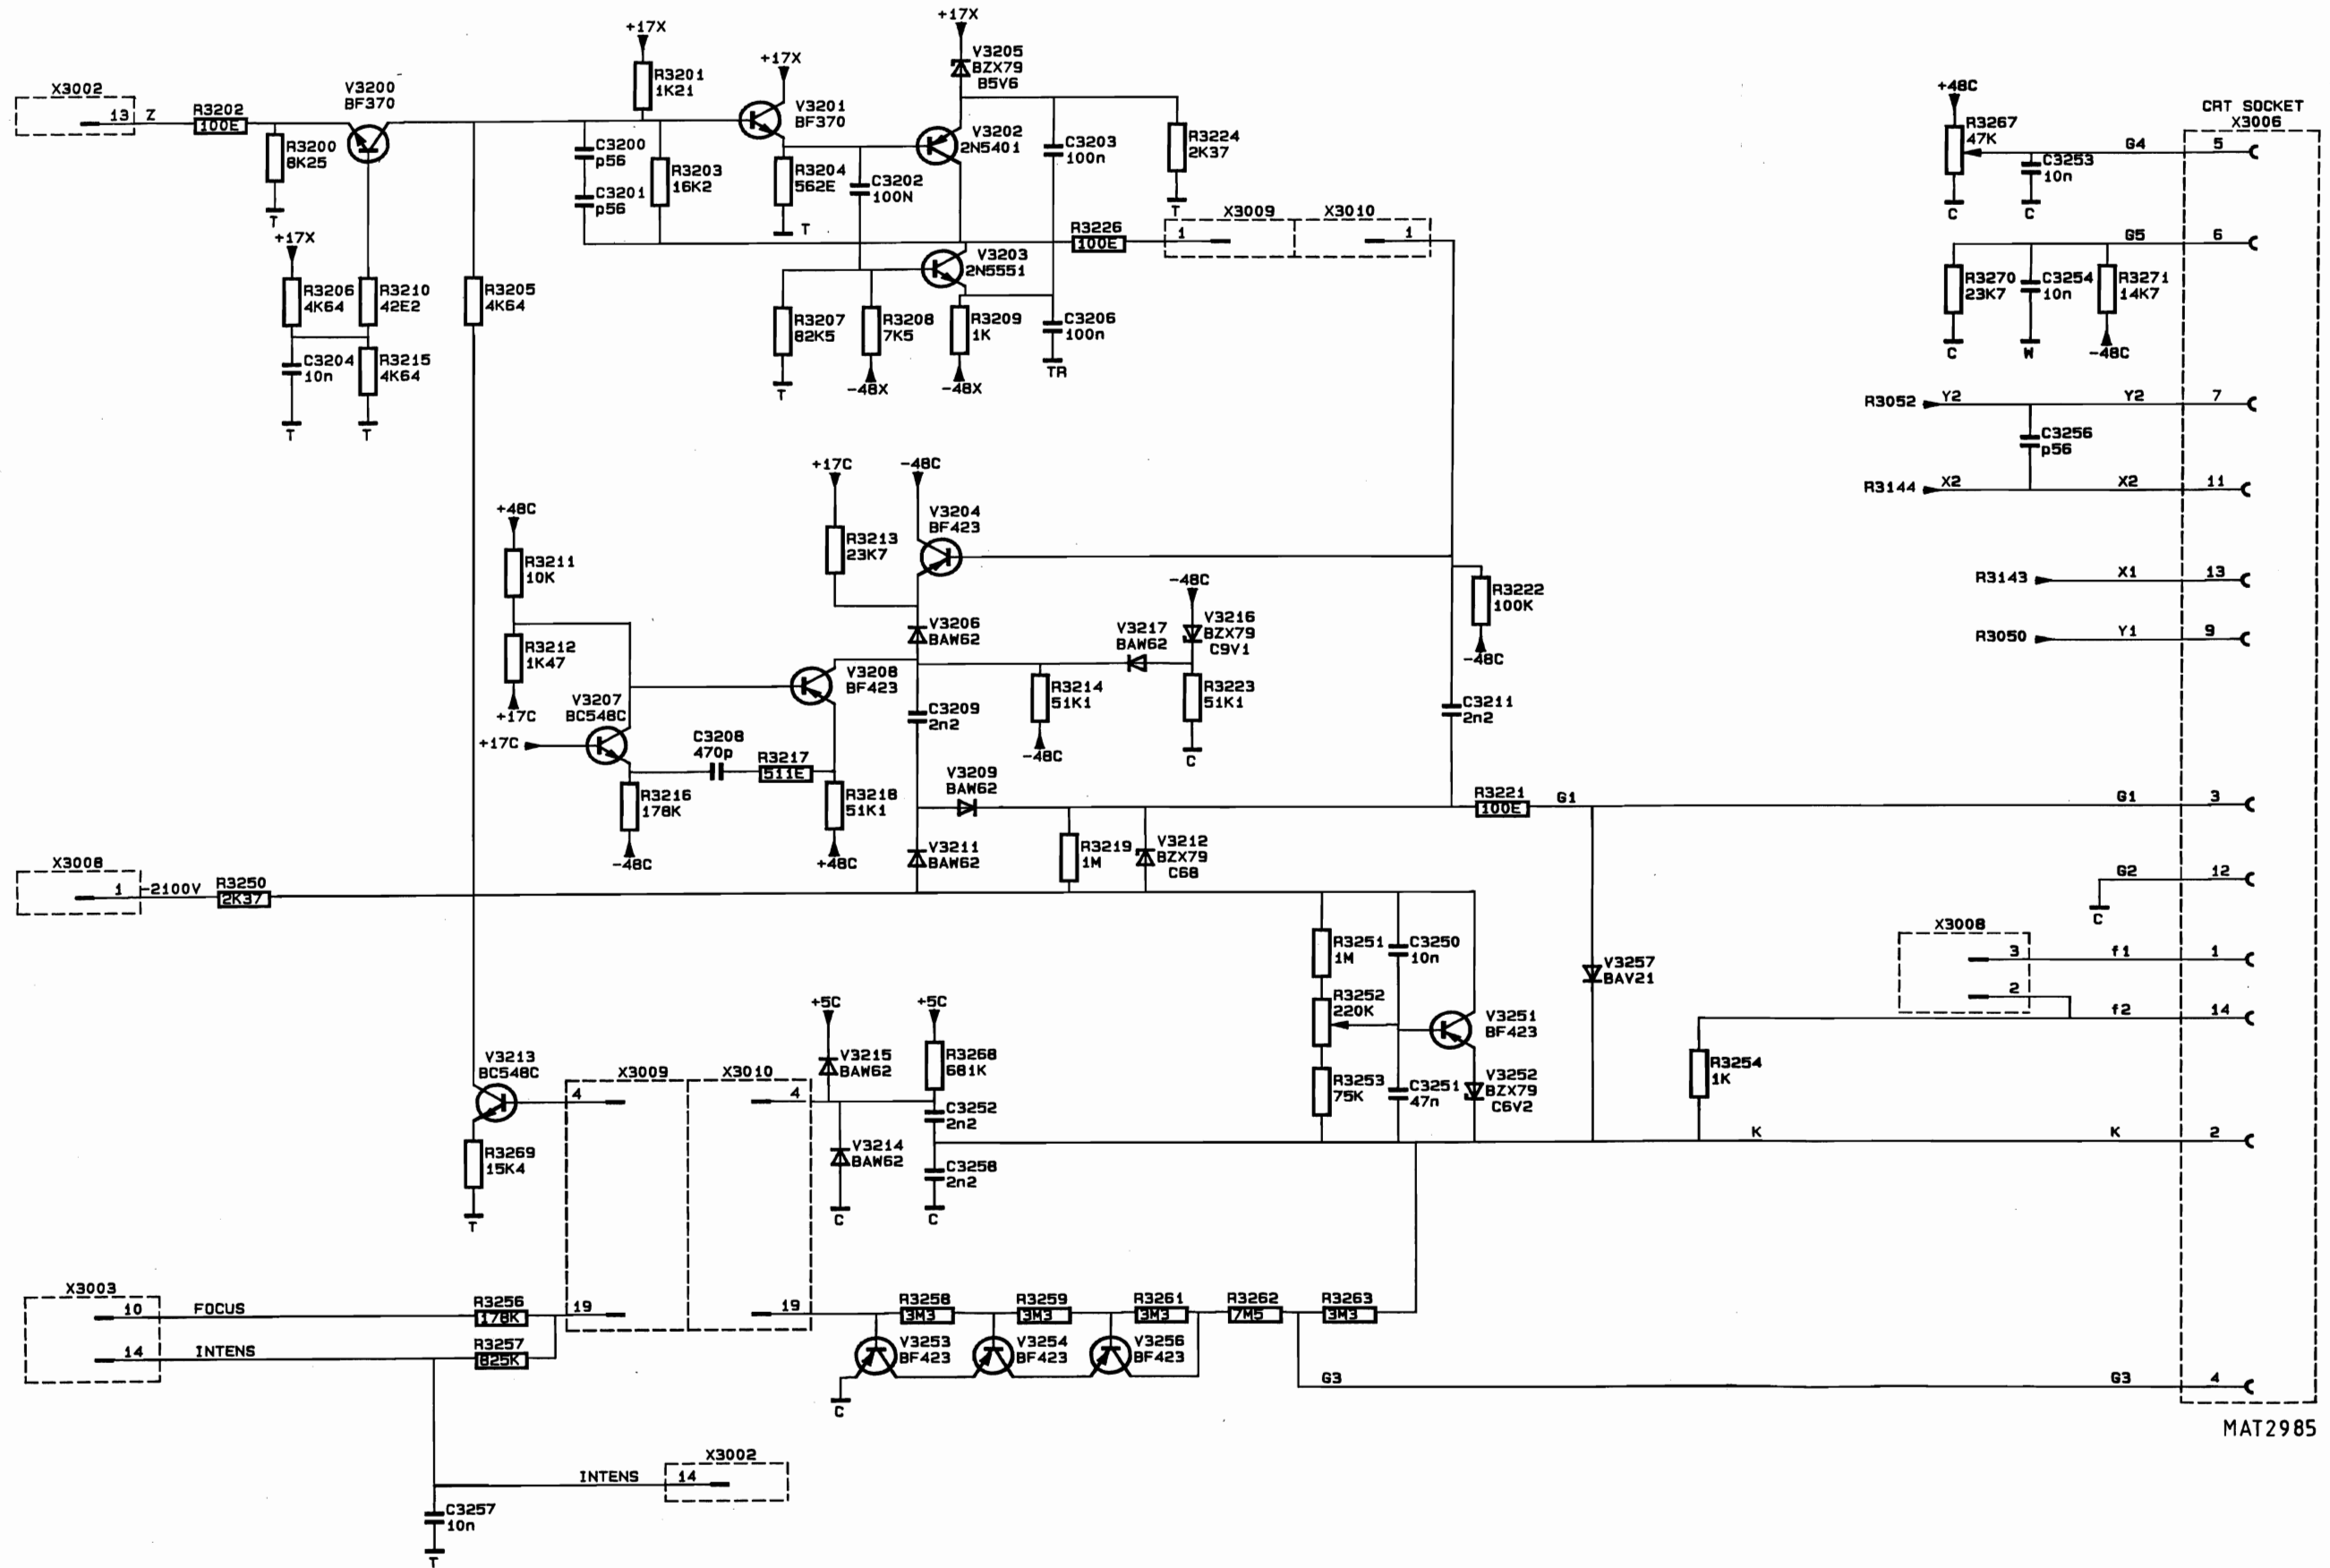 +17X
+17X
+17X
V3205
BZX79
B5V6
X3002
13 Z
R3202
100E
V3200
BF370
R3201
1K21
V3201
BF370
R3200
8K25
T
C3200
p56
C3201
p56
R3203
16K2
R3204
562E
T
C3202
100N
V3202
2N5401
C3203
100n
R3224
2K37
T
+48C
R3267
47K
C
C3253
10n
C
G4
CRT SOCKET
X3006
5
+17X
R3206
4K64
R3210
42E2
R3205
4K64
C3204
10n
R3215
4K64
T
T
R3207
82K5
T
R3208
7K5
-48X
V3203
2N5551
R3209
1K
-48X
C3206
100n
TR
R3226
100E
X3009
1
X3010
1
G5
6
R3270
23K7
C
C3254
10n
W
R3271
14K7
-48C
R3052
Y2
Y2
7
C3256
p56
R3144
X2
X2
11
+17C
-48C
R3213
23K7
V3204
BF423
+48C
R3211
10K
R3212
1K47
+17C
V3207
BC548C
+17C
V3206
BAW62
V3217
BAW62
-48C
V3216
BZX79
C9V1
R3222
100K
-48C
R3143
X1
13
R3050
Y1
9
V3208
BF423
C3209
2n2
R3214
51K1
-48C
R3223
51K1
C
C3211
2n2
C3208
470p
R3217
511E
R3216
178K
-48C
R3218
51K1
+48C
V3209
BAW62
V3211
BAW62
R3219
1M
V3212
BZX79
C68
R3221
100E
G1
G1
3
X3008
1
-2100V
R3250
2K37
G2
12
C
X3008
3
2
f1
1
f2
14
R3251
1M
C3250
10n
R3252
220K
V3251
BF423
R3253
75K
C3251
47n
V3252
BZX79
C6V2
V3257
BAV21
R3254
1K
K
K
2
V3213
BC548C
R3269
15K4
T
X3009
4
X3010
4
+5C
V3215
BAW62
V3214
BAW62
C
+5C
R3268
681K
C3252
2n2
C3258
2n2
C
X3003
10
FOCUS
R3256
178K
19
19
14
INTENS
R3257
825K
R3258
3M3
R3259
3M3
R3261
3M3
R3262
7M5
R3263
3M3
V3253
BF423
V3254
BF423
V3256
BF423
C
G3
G3
4
MAT2985
X3002
INTENS
14
C3257
10n
T